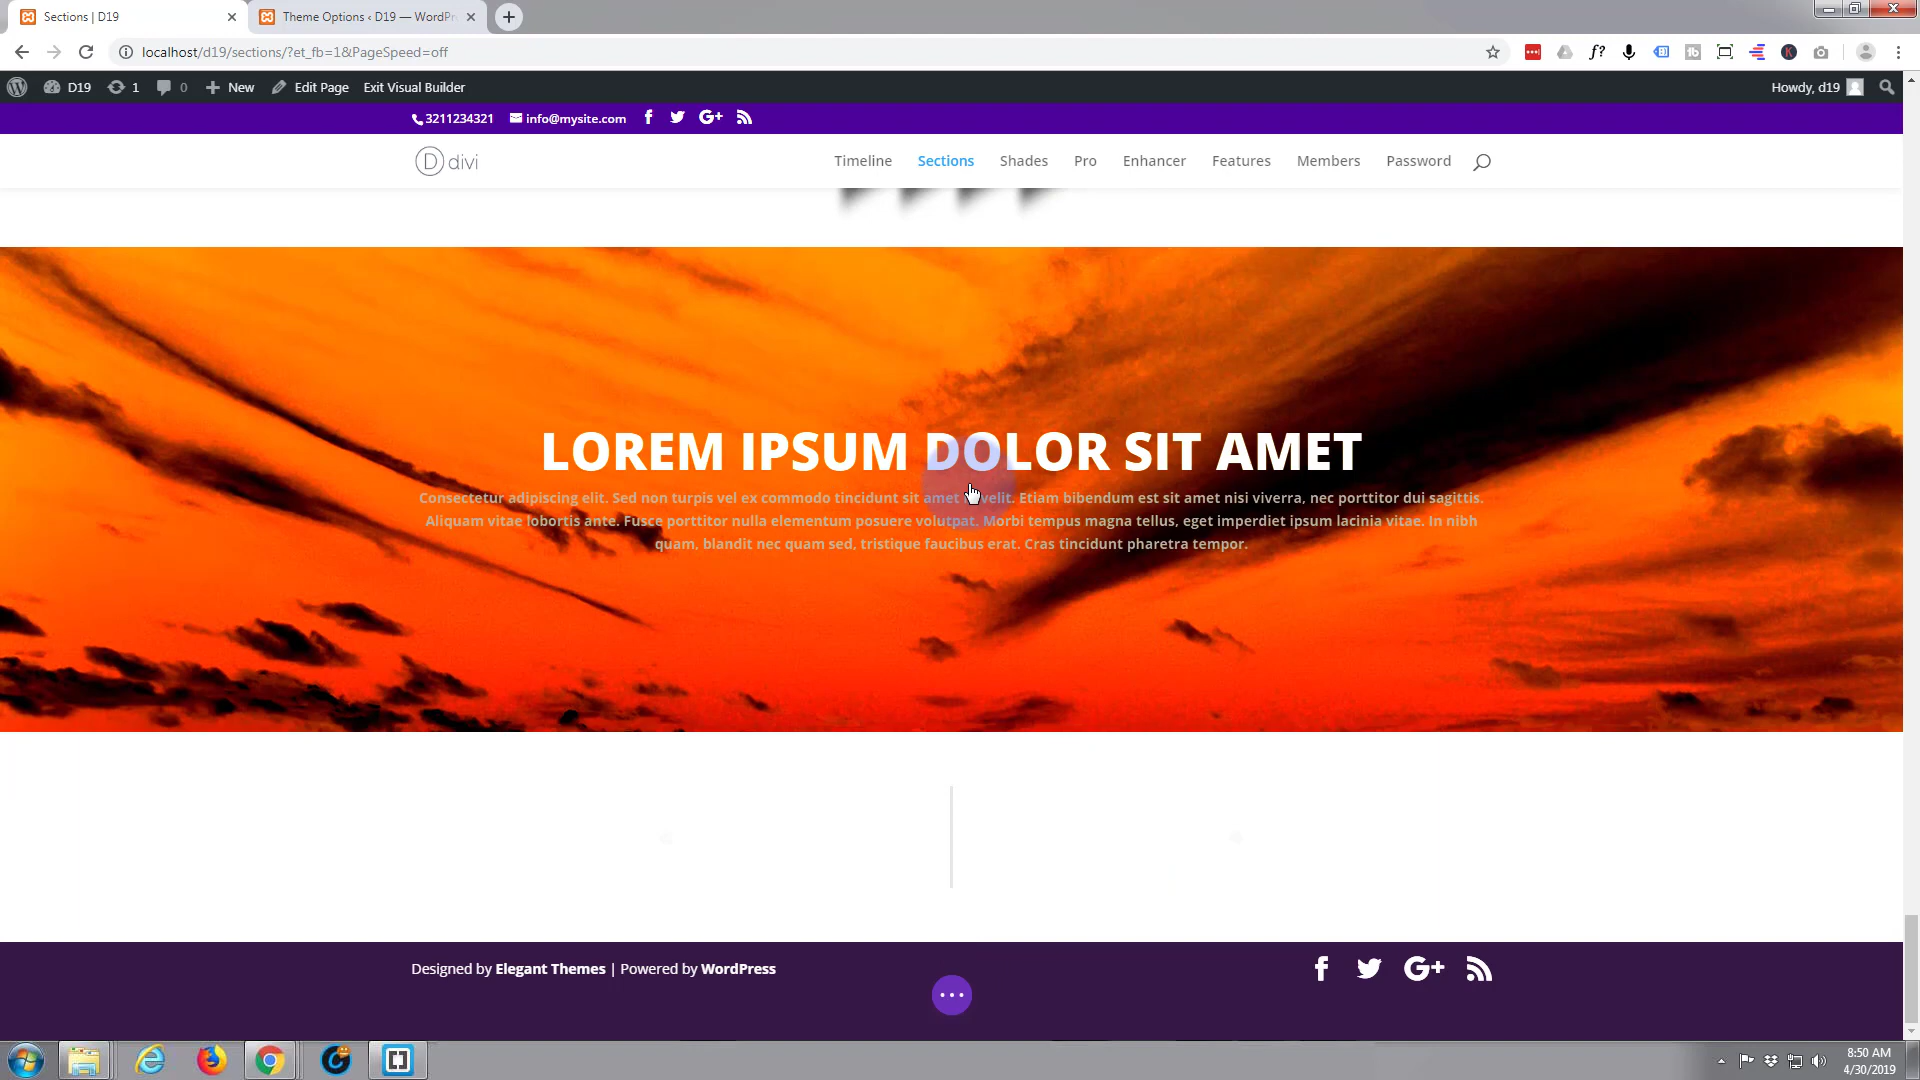 Sections | D19
Theme Options ‹ D19 — WordPr
localhost/d19/sections/?et_fb=1&PageSpeed=off
D19 1 0 New Edit Page Exit Visual Builder Howdy, d19
3211234321 info@mysite.com
divi Timeline Sections Shades Pro Enhancer Features Members Password
LOREM IPSUM DOLOR SIT AMET
Consectetur adipiscing elit. Sed non turpis vel ex commodo tincidunt sit amet velit. Etiam bibendum est sit amet nisi viverra, nec porttitor dui sagittis.
Aliquam vitae lobortis ante. Fusce porttitor nulla elementum posuere volutpat. Morbi tempus magna tellus, eget imperdiet ipsum lacinia vitae. In nibh
quam, blandit nec quam sed, tristique faucibus erat. Cras tincidunt pharetra tempor.
Designed by Elegant Themes | Powered by WordPress
8:50 AM
4/30/2019